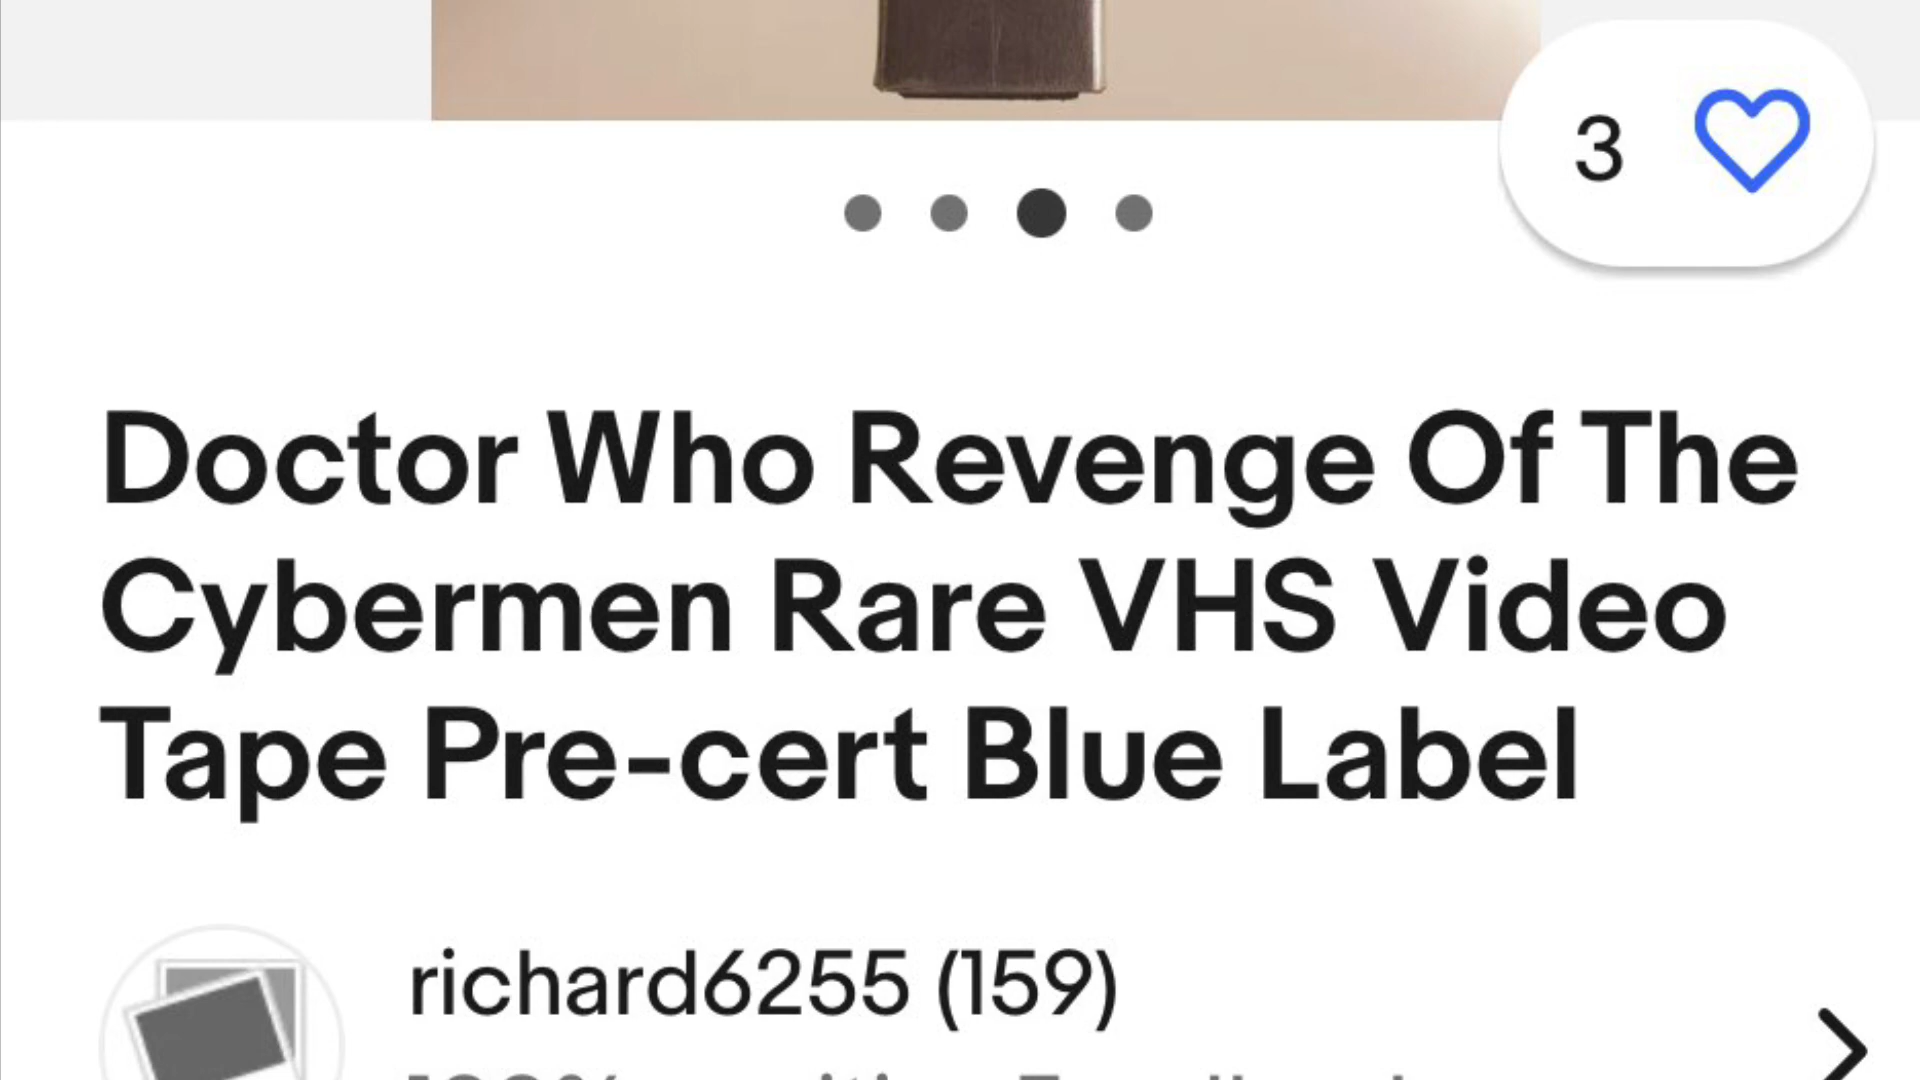 3
Doctor Who Revenge Of The
Cybermen Rare VHS Video
Tape Pre-cert Blue Label
richard6255 (159)